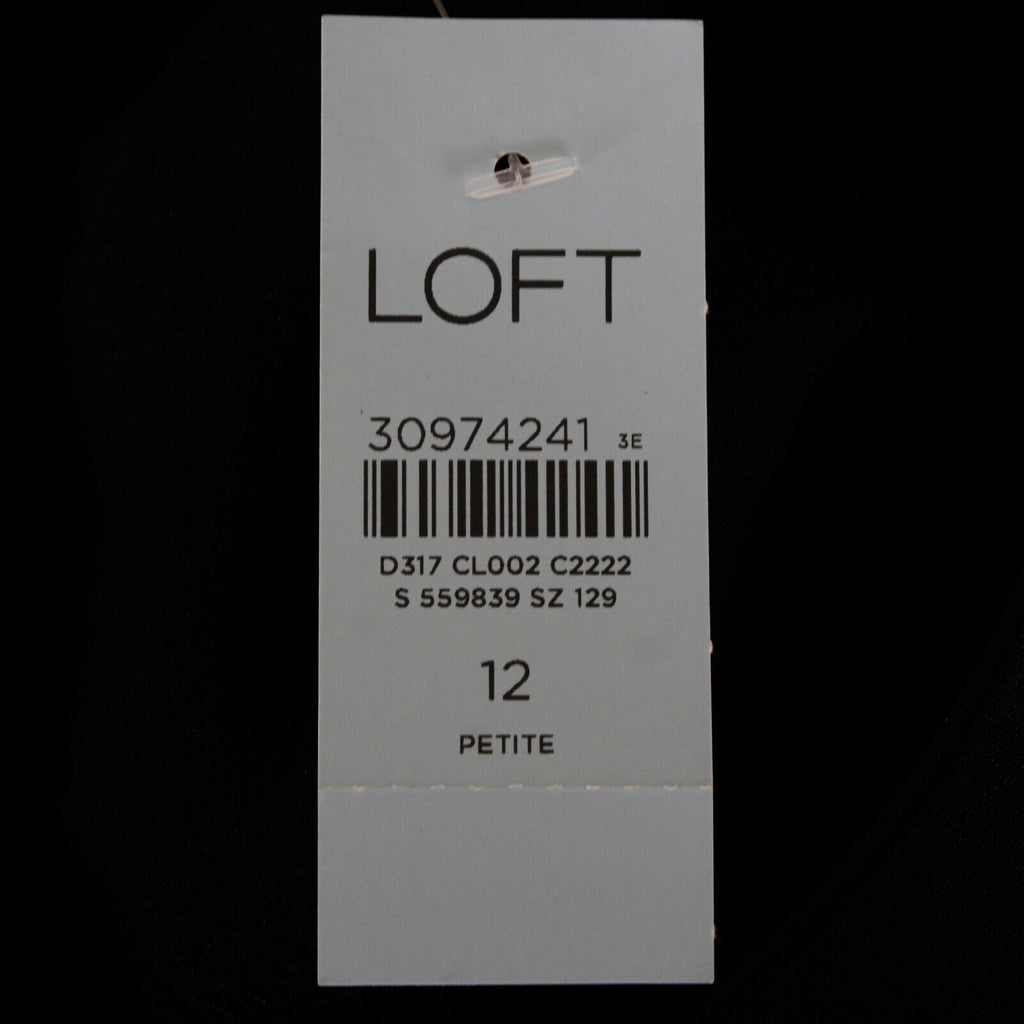 LOFT
30974241 3E
D317 CL002 C2222
S 559839 SZ 129
12
PETITE